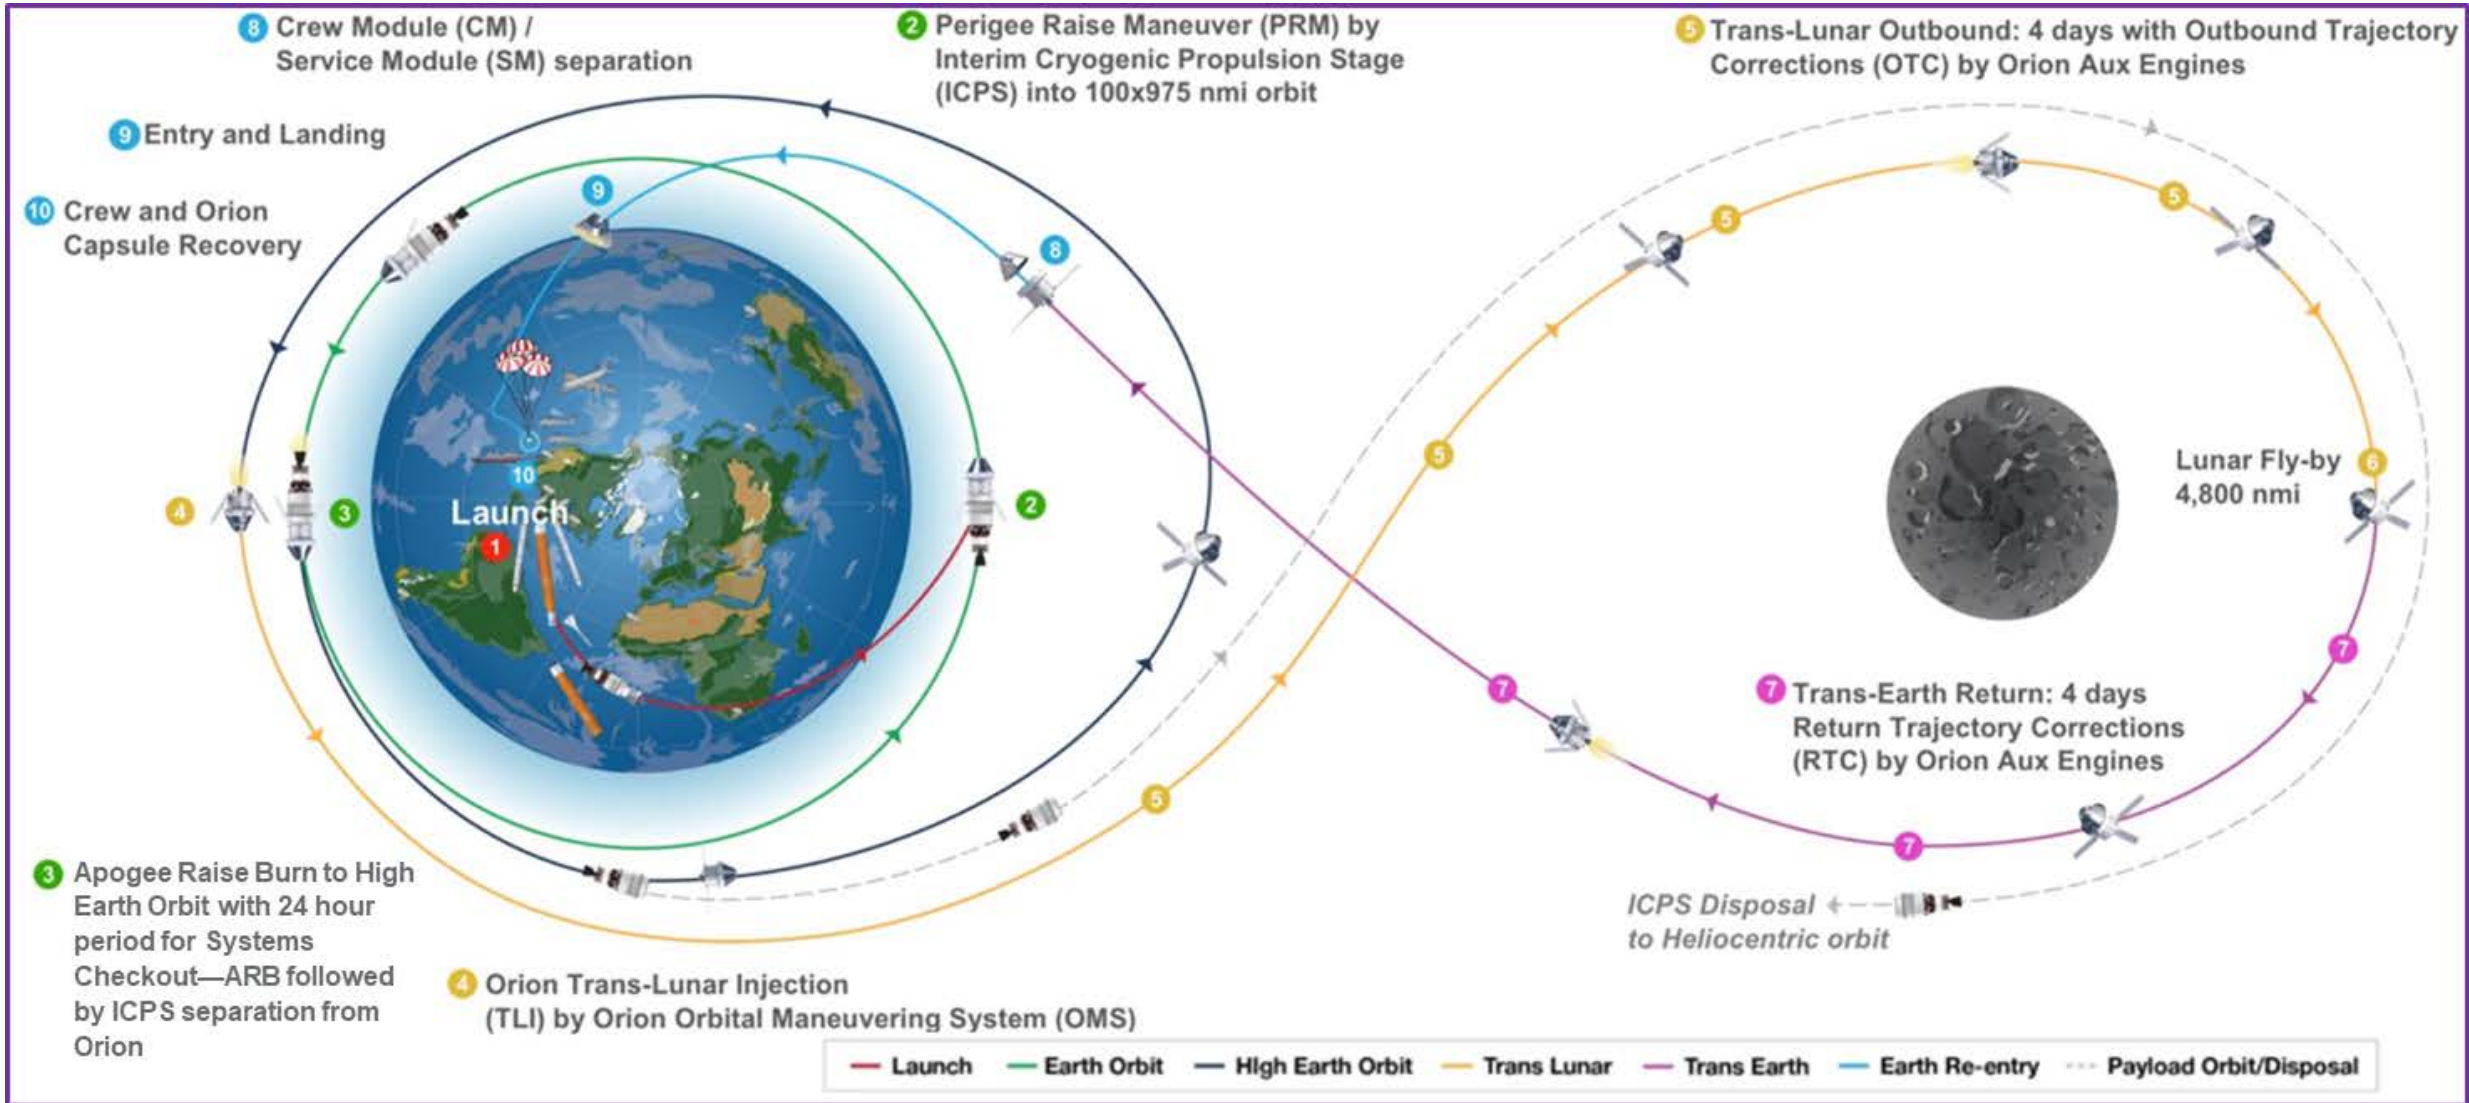 8 Crew Module (CM) /
Service Module (SM) separation
2 Perigee Raise Maneuver (PRM) by
Interim Cryogenic Propulsion Stage
(ICPS) into 100x975 nmi orbit
5 Trans-Lunar Outbound: 4 days with Outbound Trajectory
Corrections (OTC) by Orion Aux Engines
9 Entry and Landing
10 Crew and Orion
Capsule Recovery
9
8
5
5
5
Lunar Fly-by
4,800 nmi
6
10
Launch
1
4
3
2
7
7
7 Trans-Earth Return: 4 days
Return Trajectory Corrections
(RTC) by Orion Aux Engines
5
7
3 Apogee Raise Burn to High
Earth Orbit with 24 hour
period for Systems
Checkout—ARB followed
by ICPS separation from
Orion
ICPS Disposal
to Heliocentric orbit
4 Orion Trans-Lunar Injection
(TLI) by Orion Orbital Maneuvering System (OMS)
Launch
Earth Orbit
HIgh Earth Orbit
Trans Lunar
Trans Earth
Earth Re-entry
Payload Orbit/Disposal